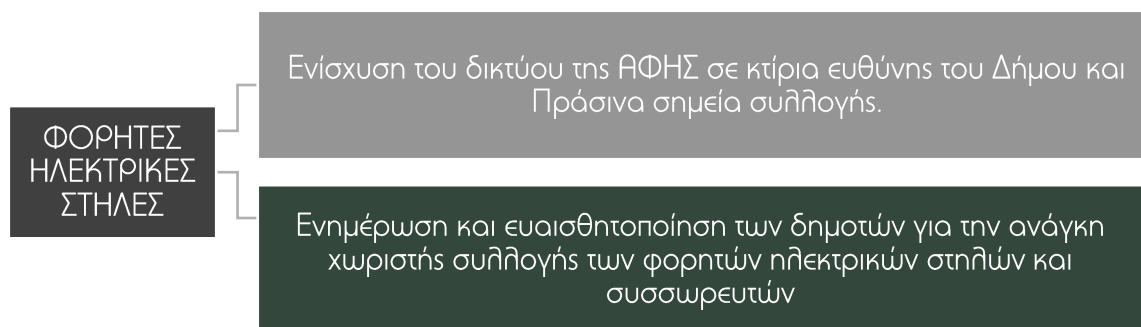 ΦΟΡΗΤΕΣ
ΗΛΕΚΤΡΙΚΕΣ
ΣΤΗΛΕΣ
Ενίσχυση του δικτύου της ΑΦΗΣ σε κτίρια ευθύνης του Δήμου και
Πράσινα σημεία συλλογής.
Ενημέρωση και ευαισθητοποίηση των δημοτών για την ανάγκη
χωριστής συλλογής των φορητών ηλεκτρικών στηλών και
συσσωρευτών